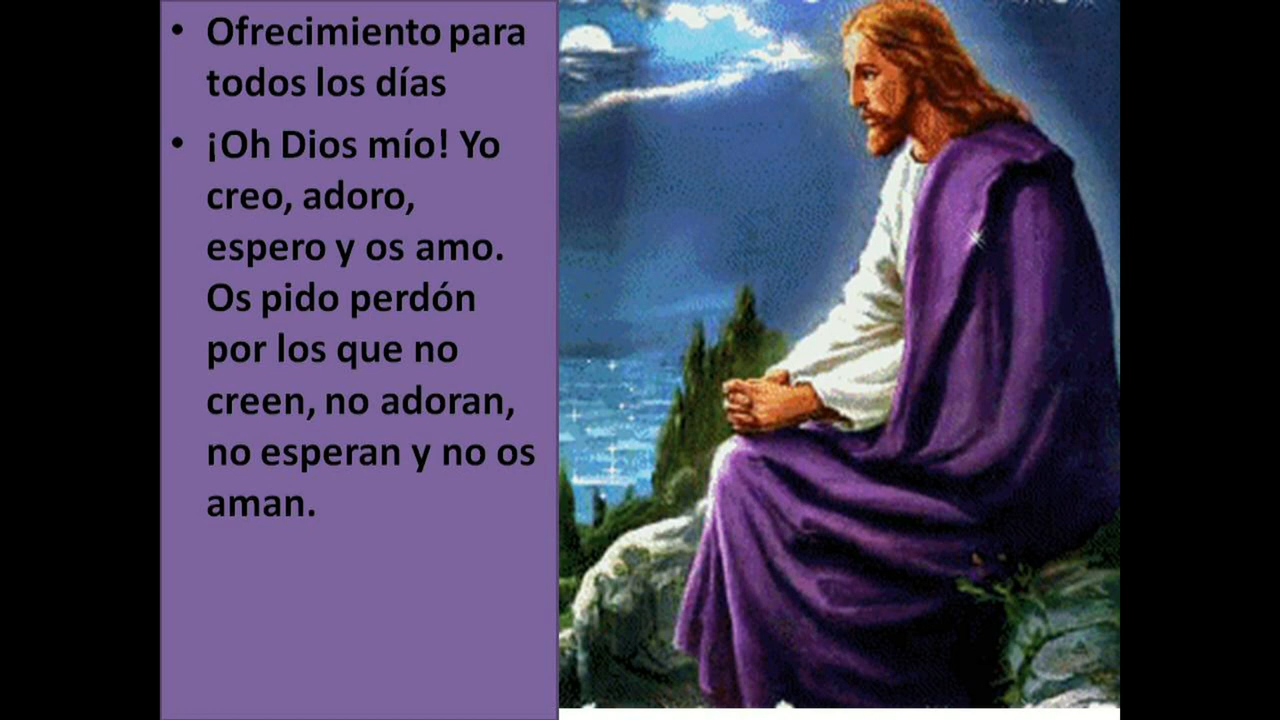 • Ofrecimiento para
todos los días
• ¡Oh Dios mío! Yo
creo, adoro,
espero y os amo.
Os pido perdón
por los que no
creen, no adoran,
no esperan y no os
aman.